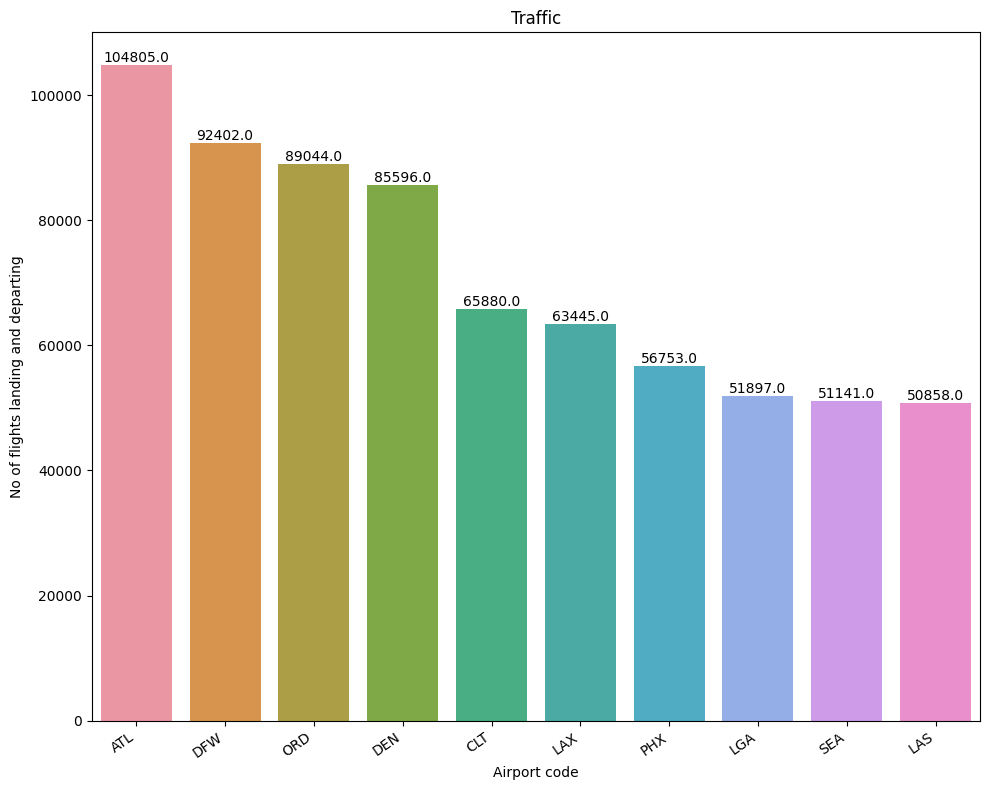 Traffic
104805.0
92402.0
89044.0
85596.0
65880.0
63445.0
56753.0
51897.0
51141.0
50858.0
100000
80000
60000
40000
20000
0
No of flights landing and departing
ATL
DFW
ORD
DEN
CLT
LAX
PHX
LGA
SEA
LAS
Airport code